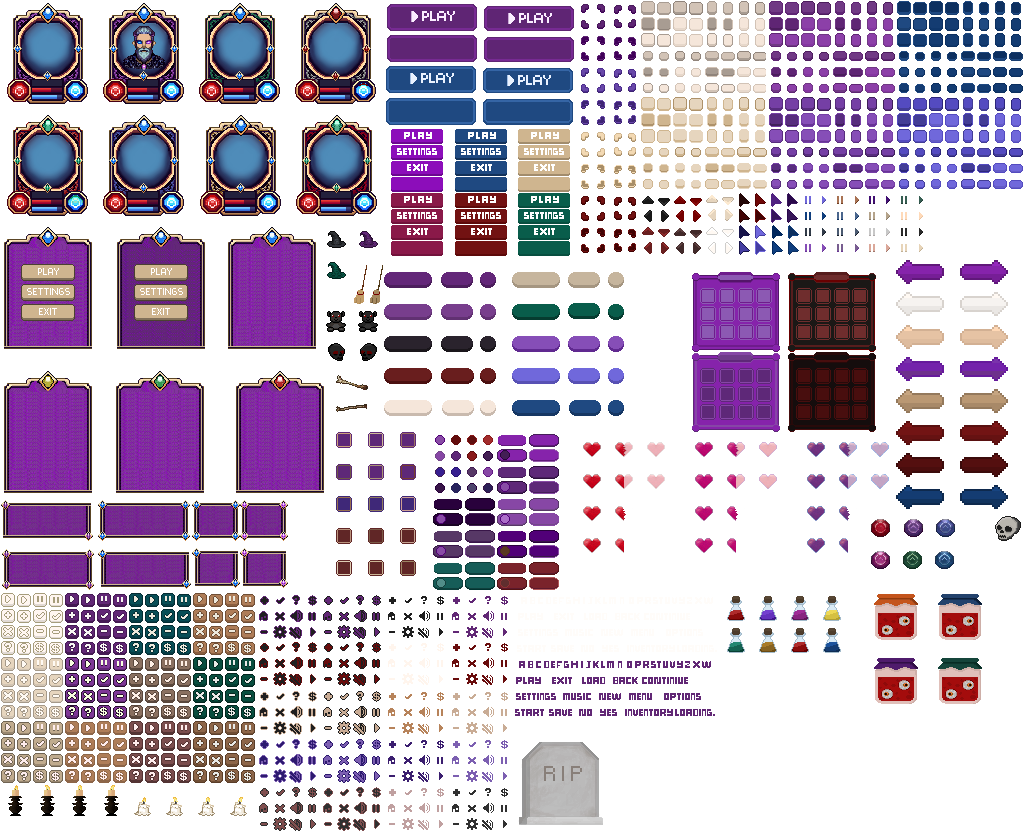 PLAY PLAY
PLAY PLAY
PLAY PLAY PLAY
SETTINGS SETTINGS SETTINGS
EXIT EXIT EXIT
PLAY PLAY PLAY
SETTINGS SETTINGS SETTINGS
EXIT EXIT EXIT
PLAY PLAY
SETTINGS SETTINGS
EXIT EXIT
A B C D E F G H I J K L M N O P Q R S T U V Y Z X W
PLAY EXIT LOAD BACK CONTINUE
SETTINGS MUSIC NEW MENU OPTIONS
START SAVE NO YES INVENTORY LOADING.
RIP